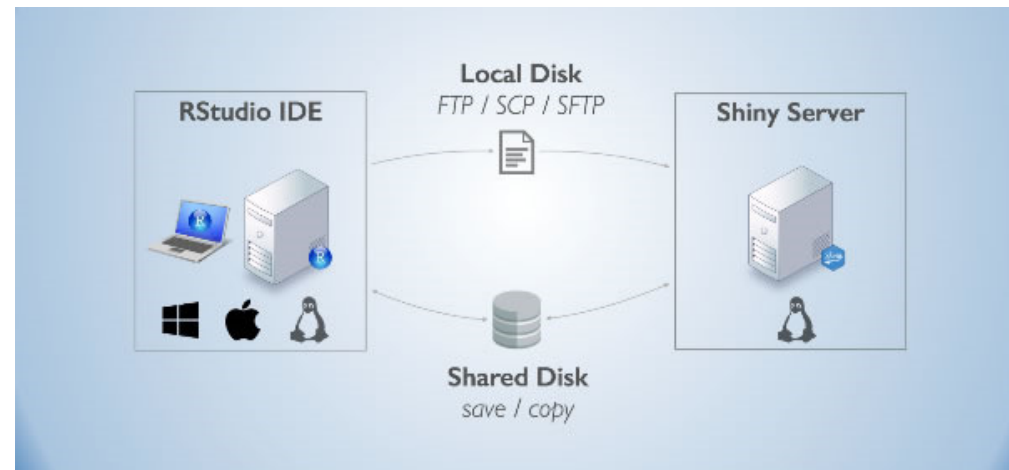 Local Disk
FTP / SCP / SFTP
RStudio IDE
Shiny Server
R
R
Shared Disk
save / copy